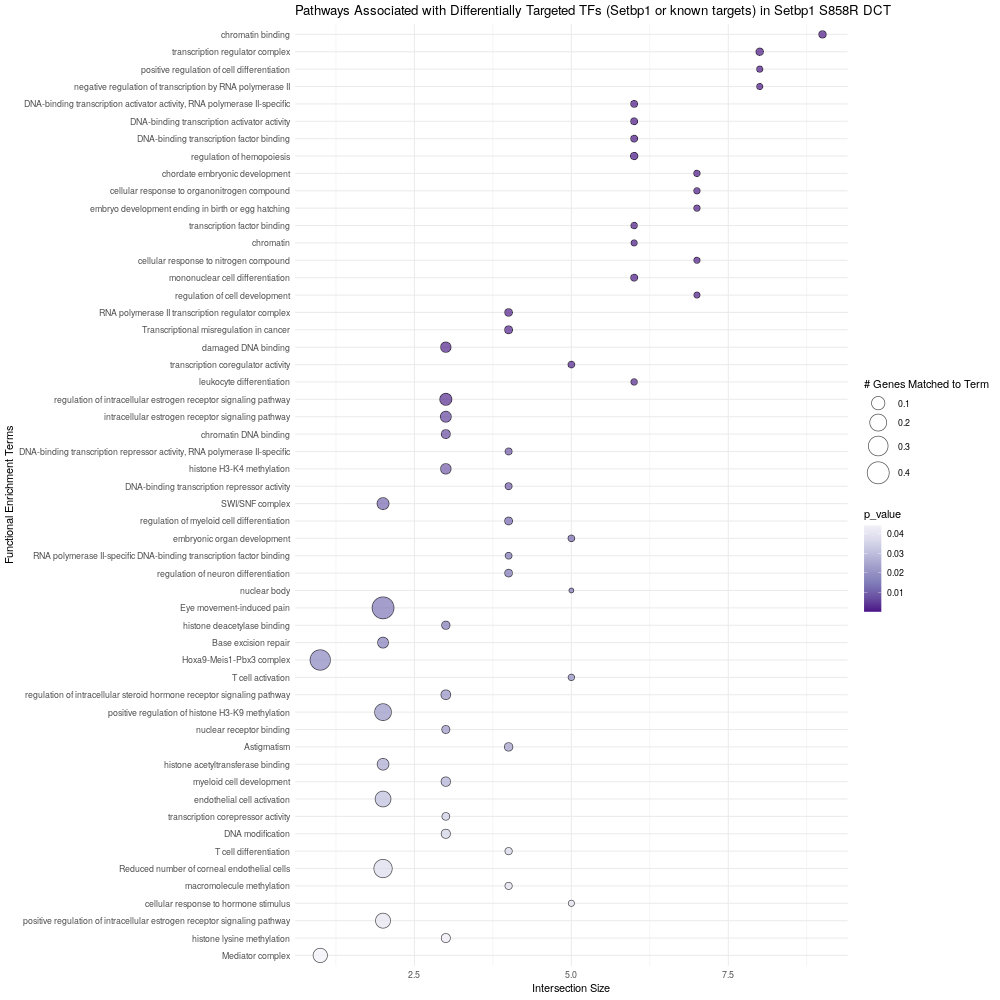 Pathways Associated with Differentially Targeted TFs (Setbp1 or known targets) in Setbp1 S858R DCT
chromatin binding
transcription regulator complex
positive regulation of cell differentiation
negative regulation of transcription by RNA polymerase II
DNA-binding transcription activator activity, RNA polymerase II-specific
DNA-binding transcription activator activity
DNA-binding transcription factor binding
regulation of hemopoiesis
chordate embryonic development
cellular response to organonitrogen compound
embryo development ending in birth or egg hatching
transcription factor binding
chromatin
cellular response to nitrogen compound
mononuclear cell differentiation
regulation of cell development
RNA polymerase II transcription regulator complex
Transcriptional misregulation in cancer
damaged DNA binding
transcription coregulator activity
leukocyte differentiation
regulation of intracellular estrogen receptor signaling pathway
intracellular estrogen receptor signaling pathway
chromatin DNA binding
DNA-binding transcription repressor activity, RNA polymerase II-specific
histone H3-K4 methylation
DNA-binding transcription repressor activity
SWI/SNF complex
regulation of myeloid cell differentiation
embryonic organ development
RNA polymerase II-specific DNA-binding transcription factor binding
regulation of neuron differentiation
nuclear body
Eye movement-induced pain
histone deacetylase binding
Base excision repair
Hoxa9-Meis1-Pbx3 complex
T cell activation
regulation of intracellular steroid hormone receptor signaling pathway
positive regulation of histone H3-K9 methylation
nuclear receptor binding
Astigmatism
histone acetyltransferase binding
myeloid cell development
endothelial cell activation
transcription corepressor activity
DNA modification
T cell differentiation
Reduced number of corneal endothelial cells
macromolecule methylation
cellular response to hormone stimulus
positive regulation of intracellular estrogen receptor signaling pathway
histone lysine methylation
Mediator complex
Functional Enrichment Terms
2.5
5.0
7.5
Intersection Size
# Genes Matched to Term
0.1
0.2
0.3
0.4
p_value
0.04
0.03
0.02
0.01